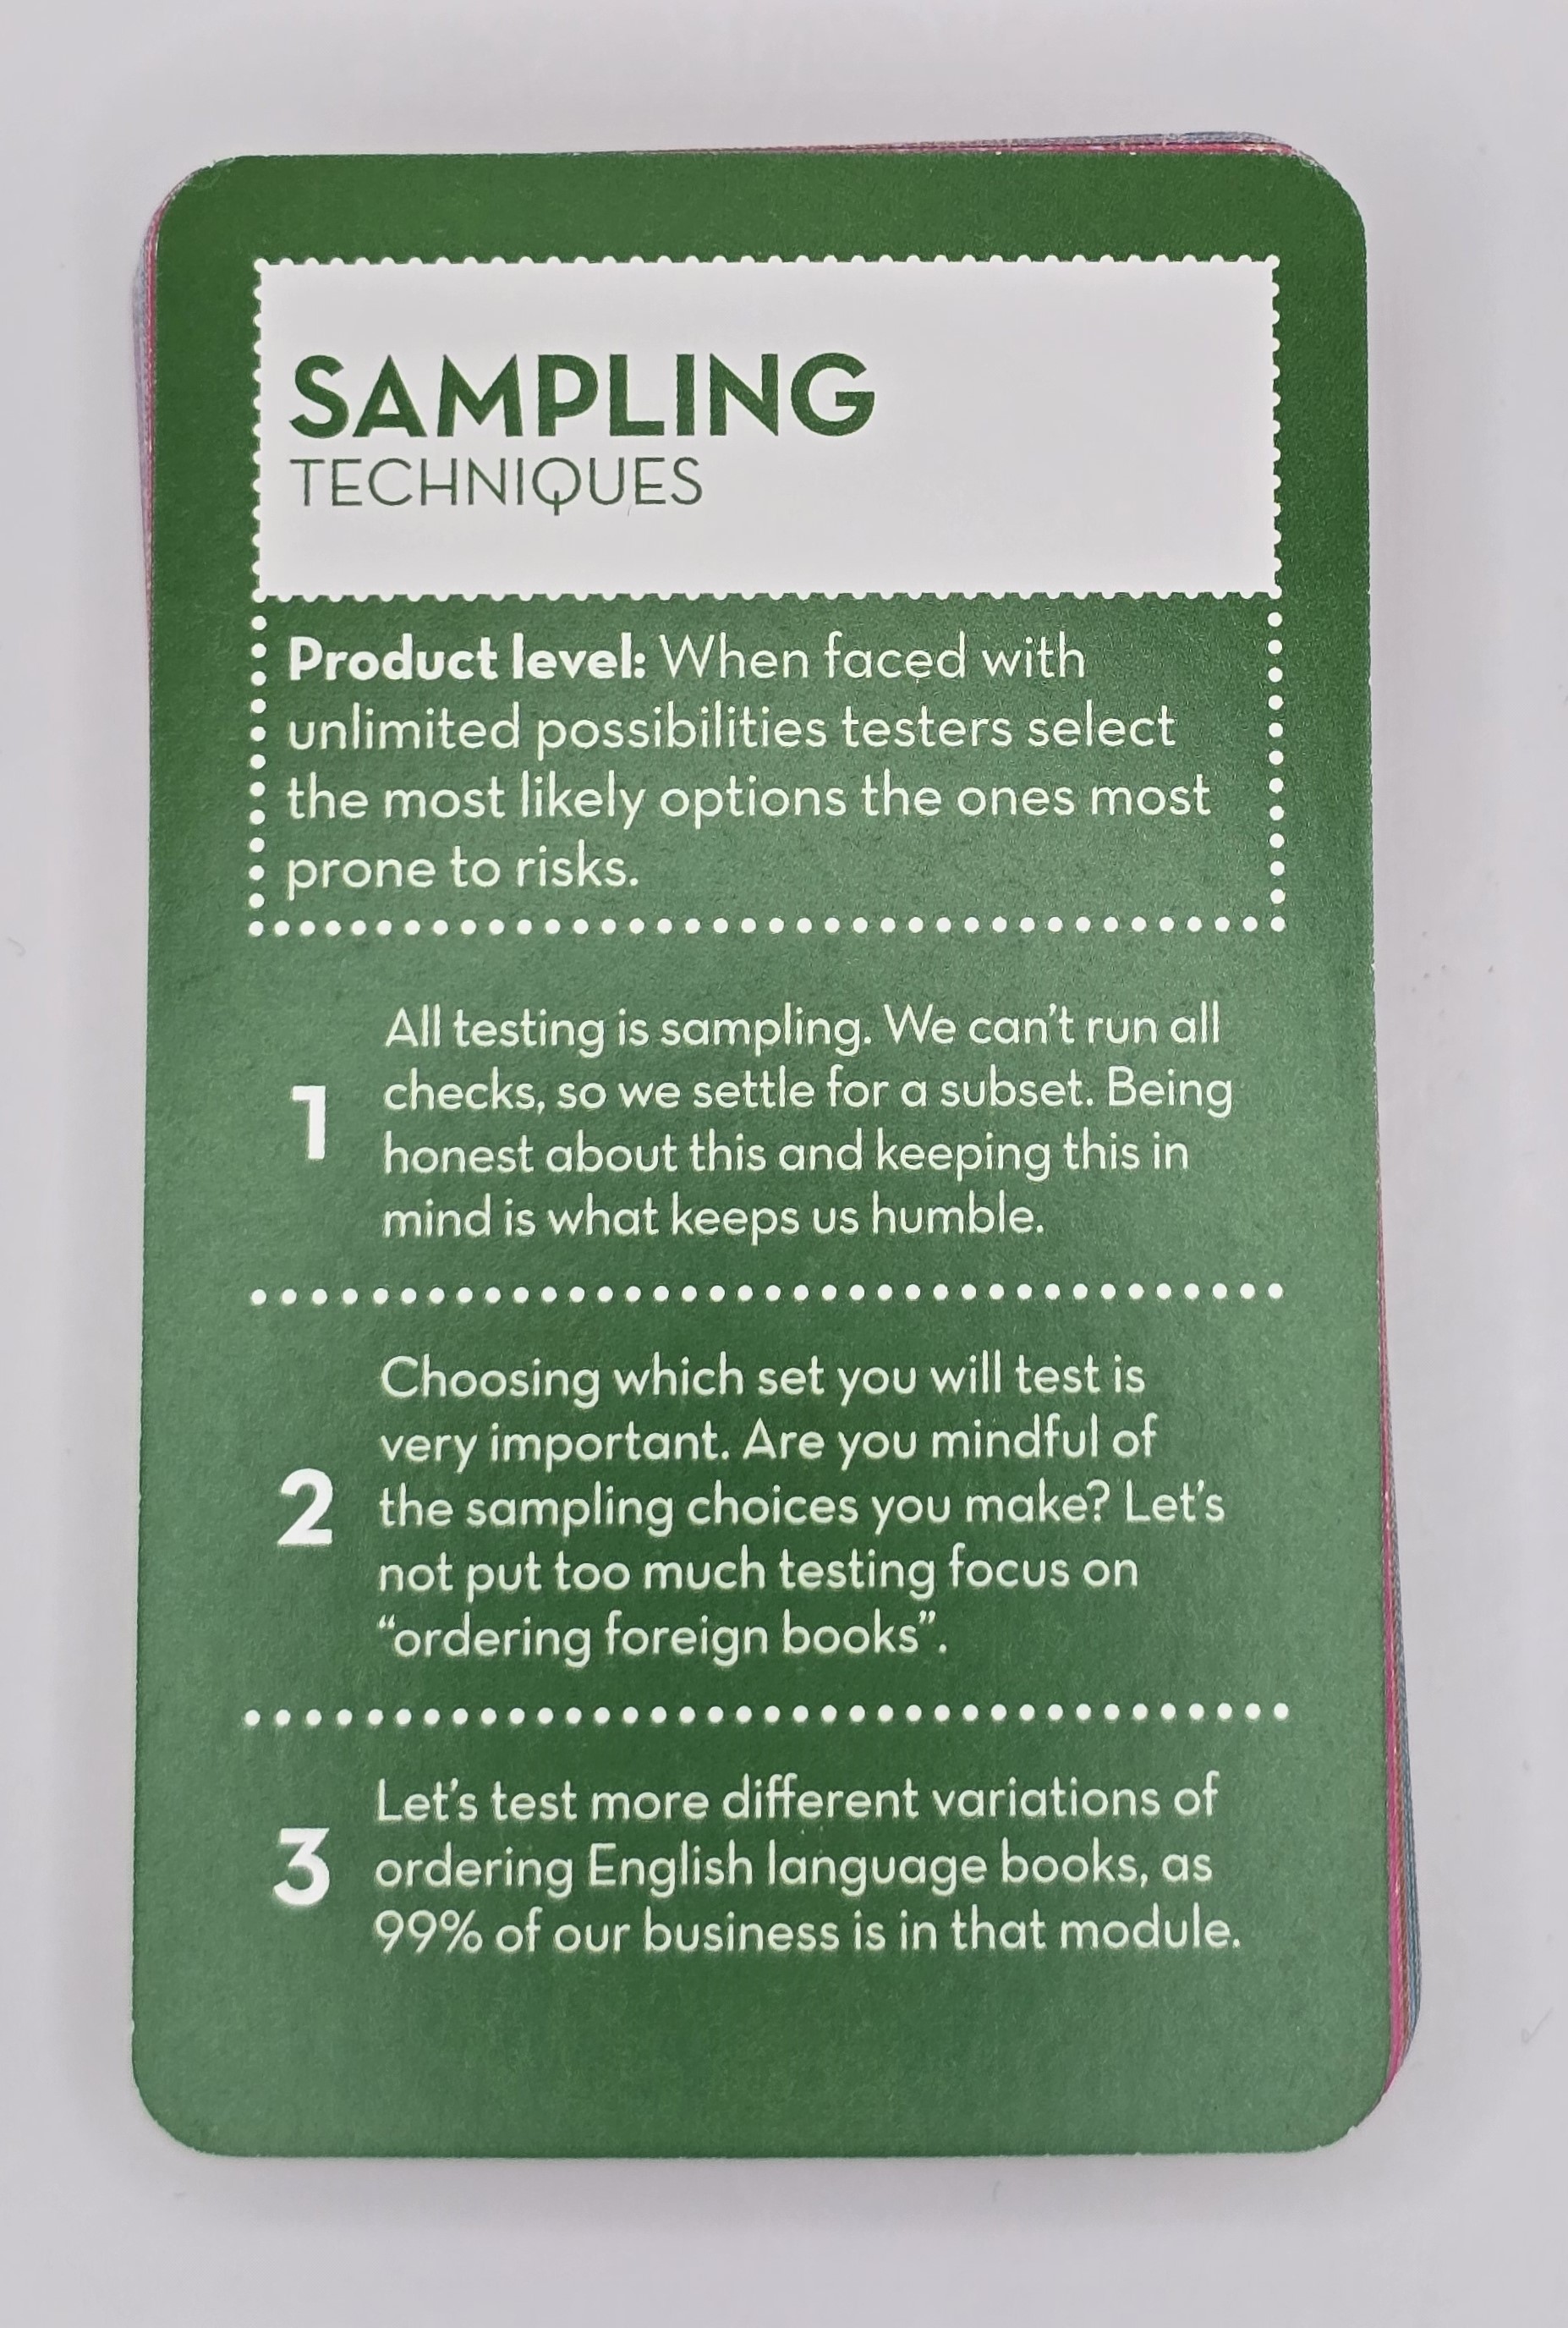 SAMPLING
TECHNIQUES
Product level: When faced with
unlimited possibilities testers select
the most likely options the ones most
prone to risks.
1
All testing is sampling. We can't run all
checks, so we settle for a subset. Being
honest about this and keeping this in
mind is what keeps us humble.
2
Choosing which set you will test is
very important. Are you mindful of
the sampling choices you make? Let's
not put too much testing focus on
“ordering foreign books”.
3
Let's test more different variations of
ordering English language books, as
99% of our business is in that module.